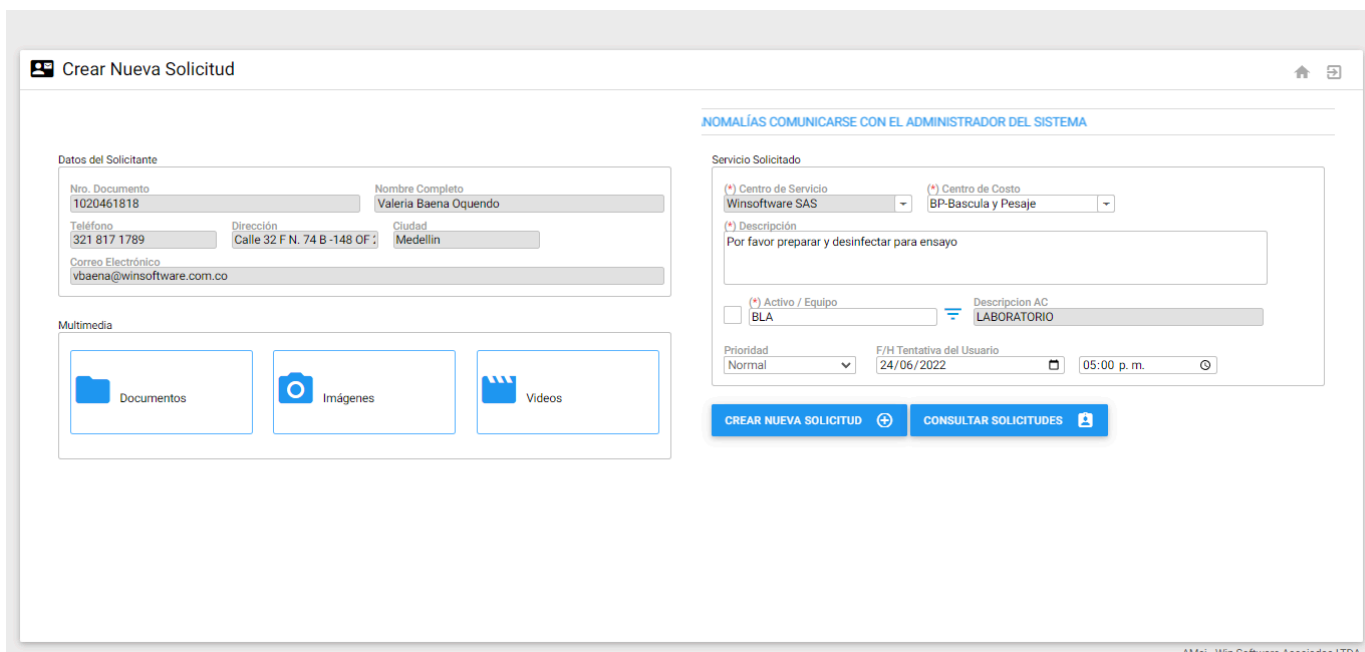 Crear Nueva Solicitud
NOMALÍAS COMUNICARSE CON EL ADMINISTRADOR DEL SISTEMA
Datos del Solicitante
Nro. Documento Nombre Completo
1020461818 Valeria Baena Oquendo
Teléfono Dirección Ciudad
321 817 1789 Calle 32 F N. 74 B -148 OF Medellin
Correo Electrónico
vbaena@winsoftware.com.co
Multimedia
Documentos Imágenes Videos
Servicio Solicitado
(*) Centro de Servicio (*) Centro de Costo
Winsoftware SAS BP-Bascula y Pesaje
(*) Descripción
Por favor preparar y desinfectar para ensayo
(*) Activo / Equipo Descripcion AC
BLA LABORATORIO
Prioridad F/H Tentativa del Usuario
Normal 24/06/2022 05:00 p. m.
CREAR NUEVA SOLICITUD CONSULTAR SOLICITUDES